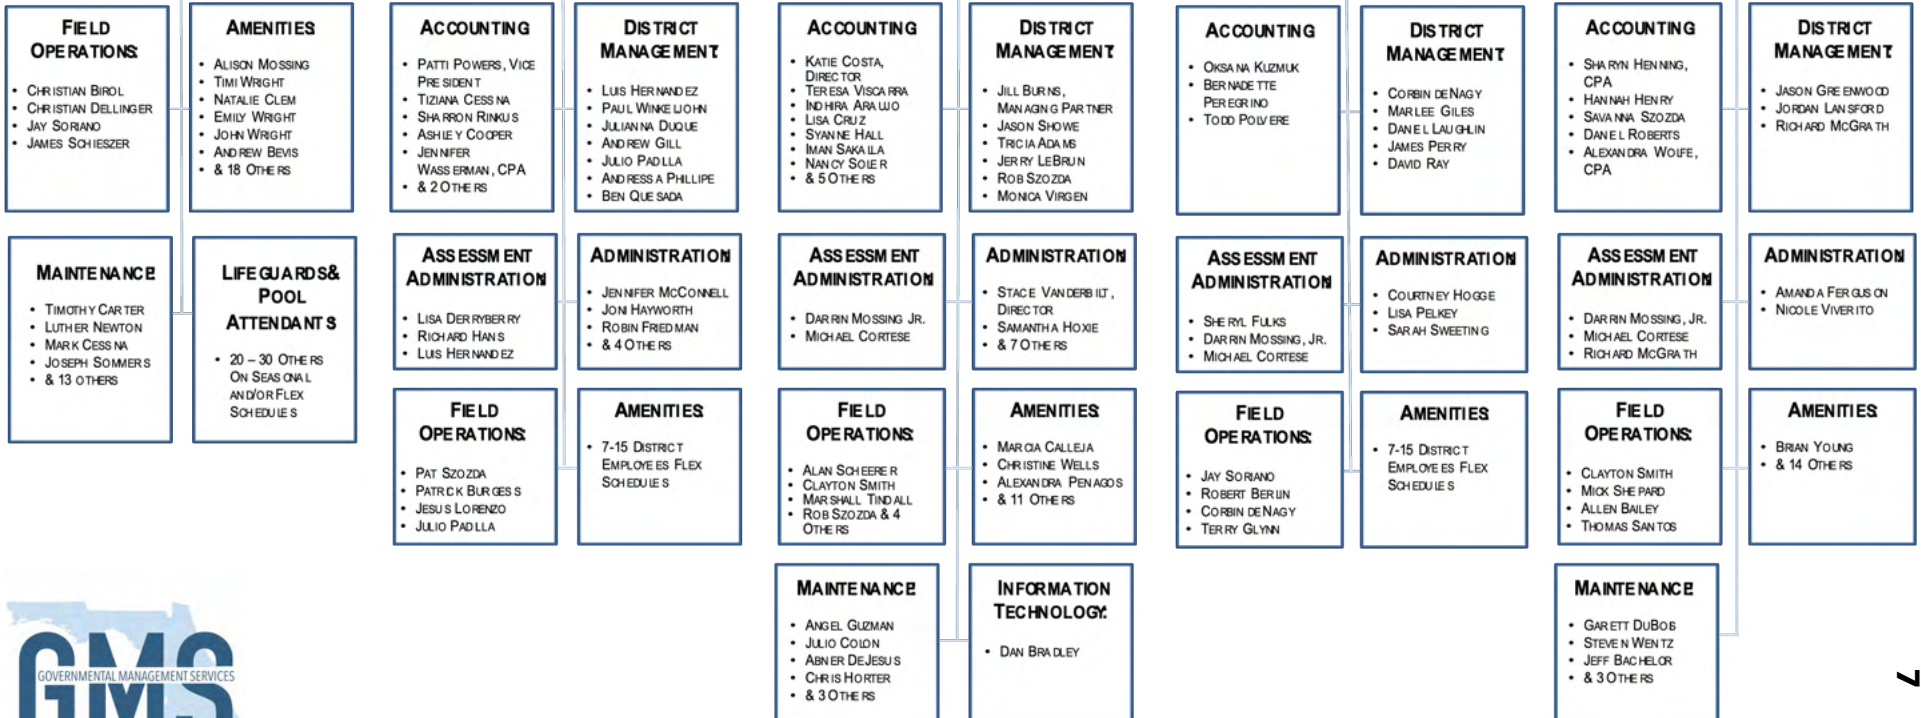 FIELD
OPERATIONS:
• CHRISTIAN BIROL
• CHRISTIAN DELLINGER
• JAY SORIANO
• JAMES SCHIESZER
AMENITIES:
• ALISON MOSSING
• TIMI WRIGHT
• NATALIE CLEM
• EMILY WRIGHT
• JOHN WRIGHT
• ANDREW BEVIS
• & 18 OTHERS
MAINTENANCE:
• TIMOTHY CARTER
• LUTHER NEWTON
• MARK CESSNA
• JOSEPH SOMMERS
• & 13 OTHERS
LIFEGUARDS &
POOL
ATTENDANTS
• 20 – 30 OTHERS
ON SEASONAL
AND/OR FLEX
SCHEDULES
ACCOUNTING
• PATTI POWERS, VICE
PRESIDENT
• TIZIANA CESSNA
• SHARRON RINKUS
• ASHLEY COOPER
• JENNIFER
WASSERMAN, CPA
• & 2 OTHERS
DISTRICT
MANAGEMENT:
• LUIS HERNANDEZ
• PAUL WINKELJOHN
• JULIANNA DUQUE
• ANDREW GILL
• JULIO PADILLA
• ANDRESSA PHILLIPE
• BEN QUESADA
ASSESSMENT
ADMINISTRATION:
• LISA DERRYBERRY
• RICHARD HANS
• LUIS HERNANDEZ
ADMINISTRATION:
• JENNIFER MCCONNELL
• JONI HAYWORTH
• ROBIN FRIEDMAN
• & 4 OTHERS
FIELD
OPERATIONS:
• PAT SZOZDA
• PATRICK BURGESS
• JESUS LORENZO
• JULIO PADILLA
AMENITIES:
• 7-15 DISTRICT
EMPLOYEES FLEX
SCHEDULES
ACCOUNTING
• KATIE COSTA,
DIRECTOR
• TERESA VISCARRA
• INDHIRA ARAUJO
• LISA CRUZ
• SYANNE HALL
• IMAN SAKALLA
• NANCY SOLER
• & 5 OTHERS
DISTRICT
MANAGEMENT:
• JILL BURNS,
MANAGING PARTNER
• JASON SHOWE
• TRICIA ADAMS
• JERRY LEBRUN
• ROB SZOZDA
• MONICA VIRGEN
ASSESSMENT
ADMINISTRATION:
• DARRIN MOSSING JR.
• MICHAEL CORTESE
ADMINISTRATION:
• STACIE VANDERBILT,
DIRECTOR
• SAMANTHA HOXIE
• & 7 OTHERS
FIELD
OPERATIONS:
• ALAN SCHEERER
• CLAYTON SMITH
• MARSHALL TINDALL
• ROB SZOZDA & 4
OTHERS
AMENITIES:
• MARCIA CALLEJA
• CHRISTINE WELLS
• ALEXANDRA PENAGOS
• & 11 OTHERS
MAINTENANCE:
• ANGEL GUZMAN
• JULIO COLON
• ABNER DEJESUS
• CHRIS HORTER
• & 3 OTHERS
INFORMATION
TECHNOLOGY:
• DAN BRADLEY
ACCOUNTING
• OKSANA KUZMUK
• BERNADETTE
PEREGRINO
• TODD POLVERE
DISTRICT
MANAGEMENT:
• CORBIN DENAGY
• MARILEE GILES
• DANIEL LAUGHLIN
• JAMES PERRY
• DAVID RAY
ASSESSMENT
ADMINISTRATION:
• SHERYL FULKS
• DARRIN MOSSING, JR.
• MICHAEL CORTESE
ADMINISTRATION:
• COURTNEY HOGGE
• LISA PELKEY
• SARAH SWEETING
FIELD
OPERATIONS:
• JAY SORIANO
• ROBERT BERLIN
• CORBIN DENAGY
• TERRY GLYNN
AMENITIES:
• 7-15 DISTRICT
EMPLOYEES FLEX
SCHEDULES
ACCOUNTING
• SHARYN HENNING,
CPA
• HANNAH HENRY
• SAVANNA SZOZDA
• DANIEL ROBERTS
• ALEXANDRA WOLFE,
CPA
DISTRICT
MANAGEMENT:
• JASON GREENWOOD
• JORDAN LANSFORD
• RICHARD MCGRATH
ASSESSMENT
ADMINISTRATION:
• DARRIN MOSSING, JR.
• MICHAEL CORTESE
• RICHARD MCGRATH
ADMINISTRATION:
• AMANDA FERGUSON
• NICOLE VIVERITO
FIELD
OPERATIONS:
• CLAYTON SMITH
• MICK SHEPARD
• ALLEN BAILEY
• THOMAS SANTOS
AMENITIES:
• BRIAN YOUNG
• & 14 OTHERS
MAINTENANCE:
• GARETT DUBOIS
• STEVEN WENTZ
• JEFF BACHELOR
• & 3 OTHERS
GMS
GOVERNMENTAL MANAGEMENT SERVICES
7